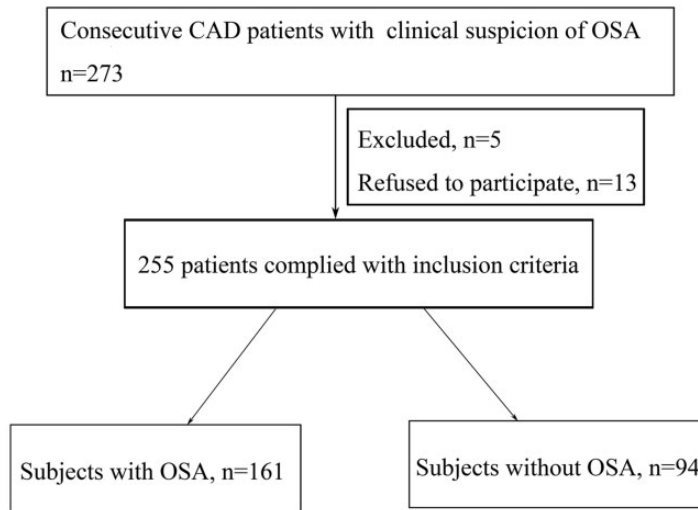 Consecutive CAD patients with clinical suspicion of OSA
n=273
Excluded, n=5
Refused to participate, n=13
255 patients complied with inclusion criteria
Subjects with OSA, n=161
Subjects without OSA, n=94